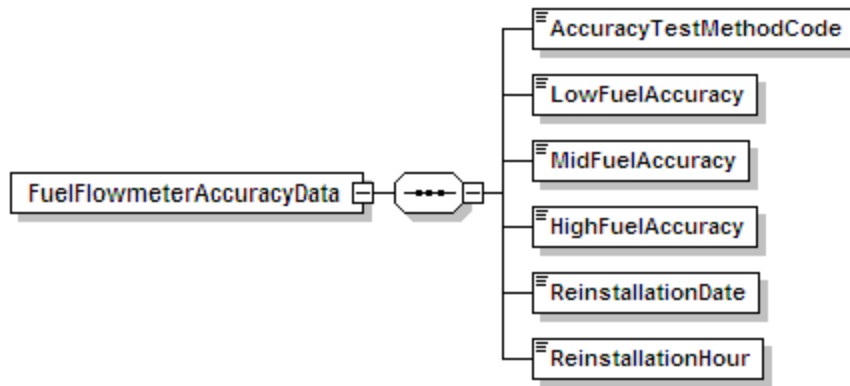 AccuracyTestMethodCode
LowFuelAccuracy
MidFuelAccuracy
FuelFlowmeterAccuracyData
HighFuelAccuracy
ReinstallationDate
ReinstallationHour